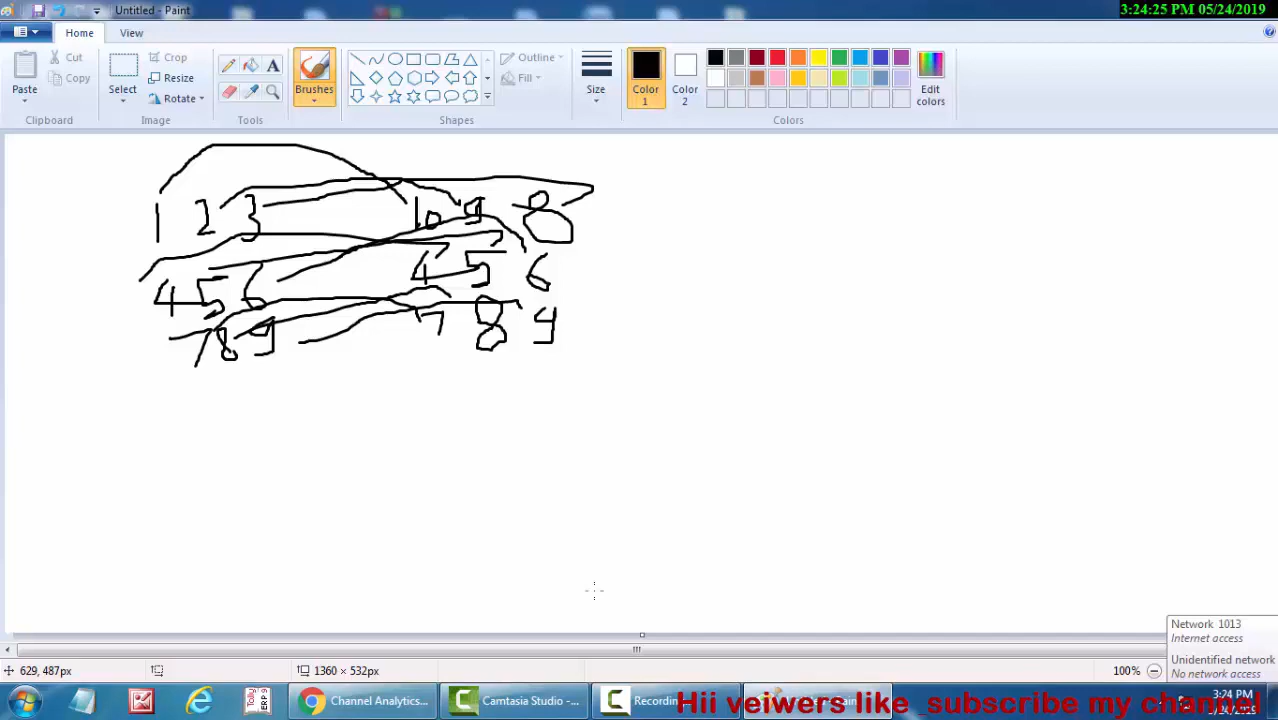 Untitled - Paint
3:24:25 PM 05/24/2019
Home View
Paste
Cut
Copy
Clipboard
Select
Crop
Resize
Rotate
Image
A
Tools
Brushes
Shapes
Outline
Fill
Size
Color 1
Color 2
Edit colors
Colors
1 2 3 10 9 8
4 5 6 4 5 6
7 8 9 7 8 9
Network 1013
Internet access
Unidentified network
No network access
629, 487px
1360 × 532px
100%
Tally ERP 9
Channel Analytics...
Camtasia Studio -...
Recording
3:24 PM
Hii veiwers like subscribe my channel